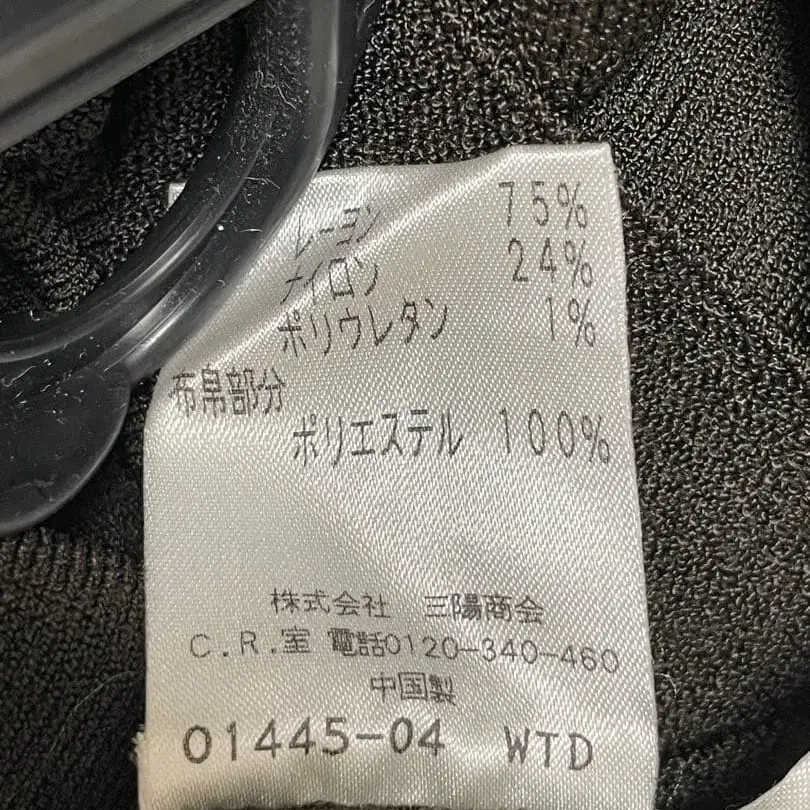 レーヨン 75%
ナイロン 24%
ポリウレタン 1%
布帛部分
ポリエステル 100%
株式会社 三陽商会
C.R.室 電話0120-340-460
中国製
01445-04 WTD